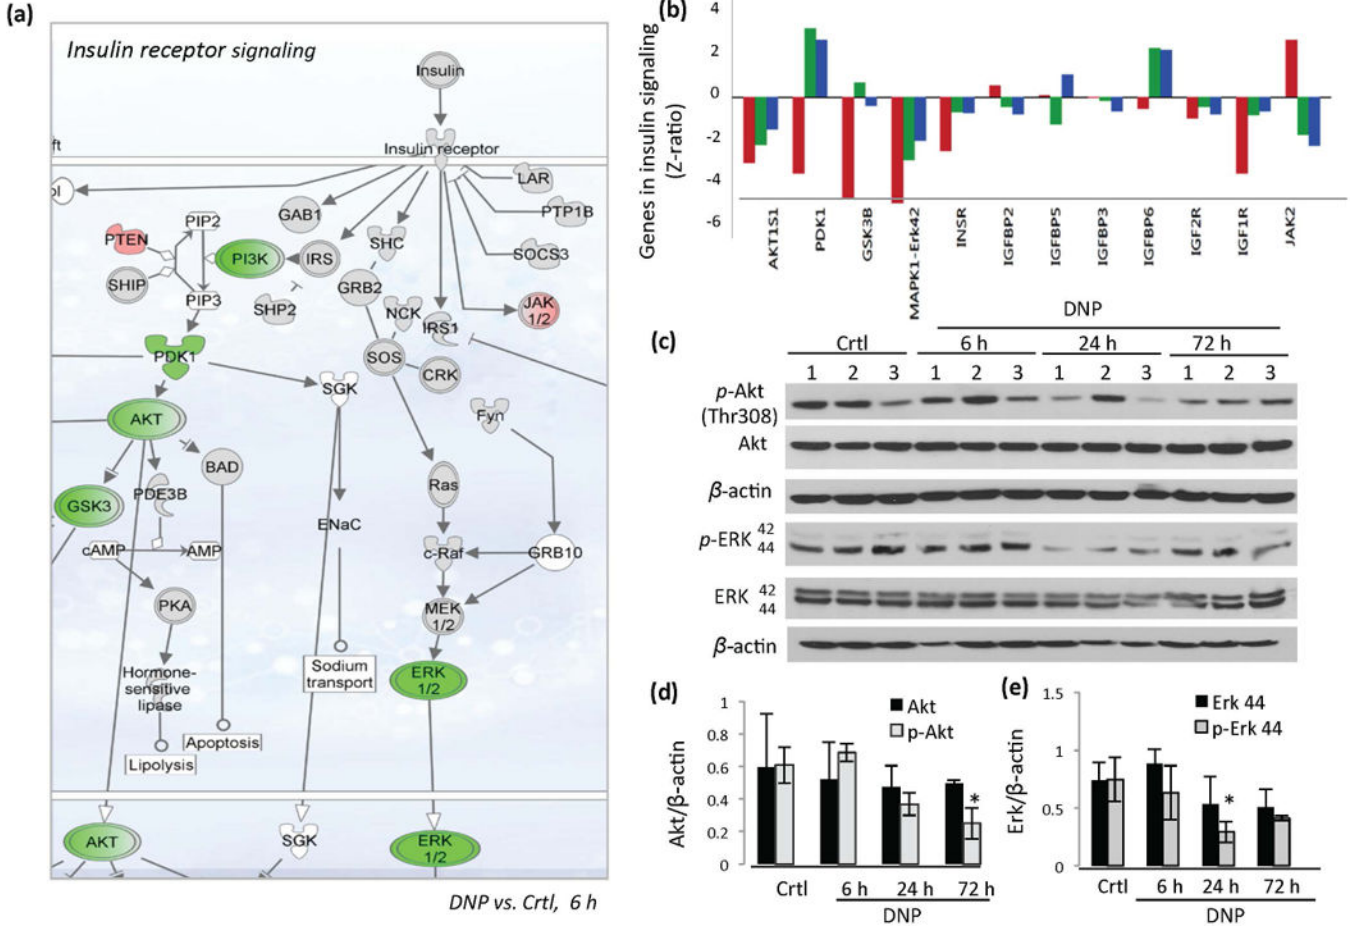 (a)
Insulin receptor signaling
Insulin
Insulin receptor
ft
ol
LAR
GAB1
PTP1B
PIP2
PTEN
SHC
PI3K
IRS
SOCS3
SHIP
GRB2
PIP3
SHP2
NCK
JAK
1/2
IRS1
PDK1
SOS
CRK
SGK
AKT
Fyn
BAD
Ras
PDE3B
GSK3
ENaC
cAMP
AMP
c-Raf
GRB10
PKA
MEK
1/2
Sodium
transport
Hormone-
sensitive
lipase
ERK
1/2
Apoptosis
Lipolysis
AKT
SGK
ERK
1/2
DNP vs. Crtl, 6 h
(b)
Genes in insulin signaling
(Z-ratio)
4
2
0
-2
-4
-6
AKT1S1
PDK1
GSK3B
MAPK1-Erk42
INSR
IGFBP2
IGFBP5
IGFBP3
IGFBP6
IGF2R
IGF1R
JAK2
(c)
DNP
Crtl 6 h 24 h 72 h
1 2 3 1 2 3 1 2 3 1 2 3
p-Akt
(Thr308)
Akt
β-actin
p-ERK 42
44
ERK 42
44
β-actin
(d)
Akt/β-actin
1
0.8
0.6
0.4
0.2
0
Akt
p-Akt
*
Crtl 6 h 24 h 72 h
DNP
(e)
Erk/β-actin
1.5
1
0.5
0
Erk 44
p-Erk 44
*
Crtl 6 h 24 h 72 h
DNP